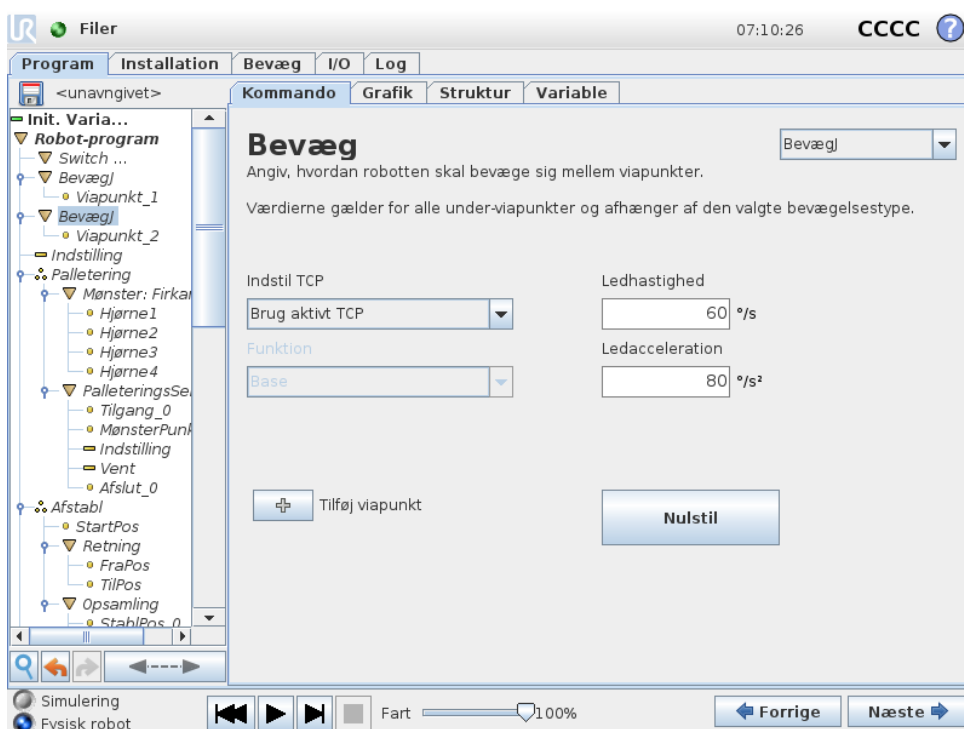 UR Filer 07:10:26 CCCC ?
Program Installation Bevæg I/O Log
<unavngivet> Kommando Grafik Struktur Variable
Init. Varia...
Robot-program
Switch ...
BevægJ
Viapunkt_1
BevægJ
Viapunkt_2
Indstilling
Palletering
Mønster: Firkan
Hjørne1
Hjørne2
Hjørne3
Hjørne4
PalleteringsSe
Tilgang_0
MønsterPunk
Indstilling
Vent
Afslut_0
Afstabl
StartPos
Retning
FraPos
TilPos
Opsamling
StablPos_0
Bevæg
BevægJ
Angiv, hvordan robotten skal bevæge sig mellem viapunkter.
Værdierne gælder for alle under-viapunkter og afhænger af den valgte bevægelsestype.
Indstil TCP
Brug aktivt TCP
Funktion
Base
Ledhastighed
60 °/s
Ledacceleration
80 °/s²
Tilføj viapunkt
Nulstil
Simulering
Fysisk robot
Fart 100%
Forrige Næste